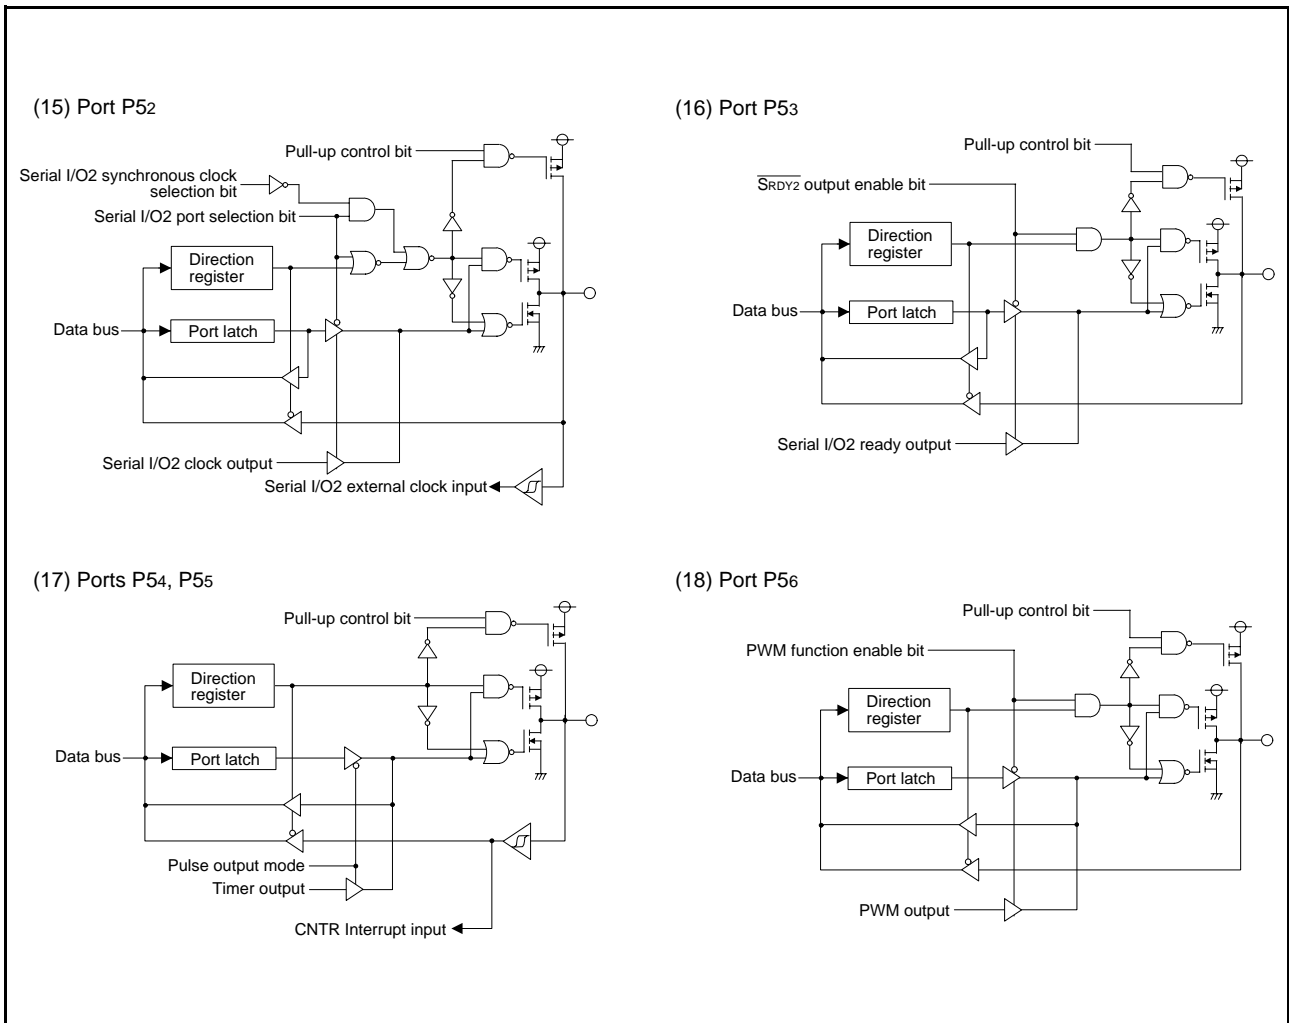 (15) Port P52
Pull-up control bit
Serial I/O2 synchronous clock
selection bit
Serial I/O2 port selection bit
Direction
register
Data bus
Port latch
Serial I/O2 clock output
Serial I/O2 external clock input
(16) Port P53
Pull-up control bit
SRDY2 output enable bit
Direction
register
Data bus
Port latch
Serial I/O2 ready output
(17) Ports P54, P55
Pull-up control bit
Direction
register
Data bus
Port latch
Pulse output mode
Timer output
CNTR Interrupt input
(18) Port P56
Pull-up control bit
PWM function enable bit
Direction
register
Data bus
Port latch
PWM output